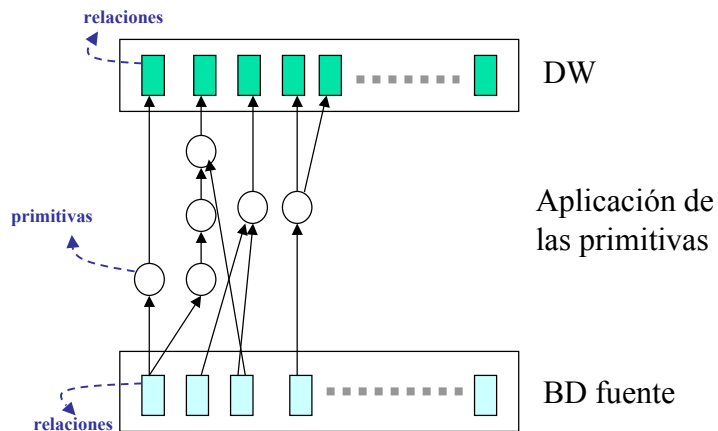 relaciones
DW
primitivas
Aplicación de
las primitivas
BD fuente
relaciones